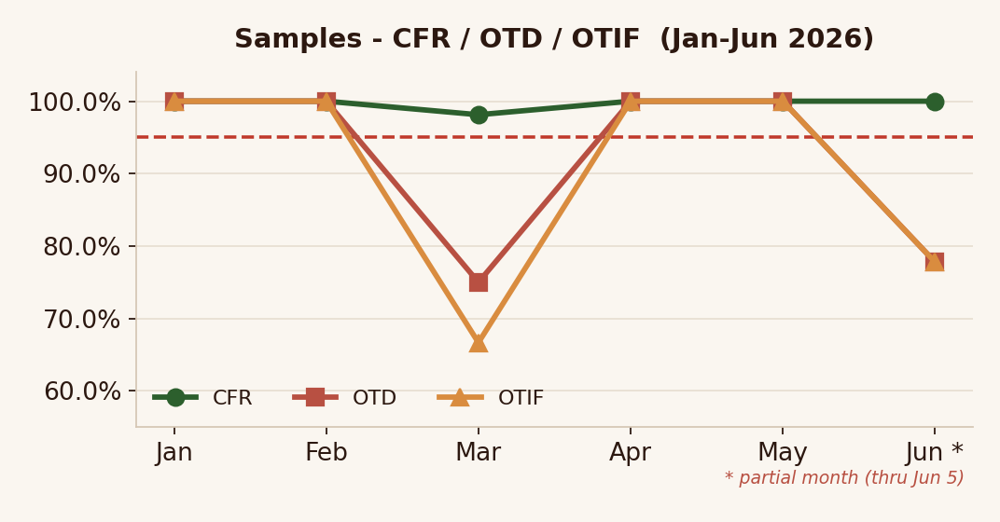 Samples - CFR / OTD / OTIF (Jan-Jun 2026)
100.0%
90.0%
80.0%
70.0%
60.0%
CFR OTD OTIF
Jan Feb Mar Apr May Jun *
* partial month (thru Jun 5)